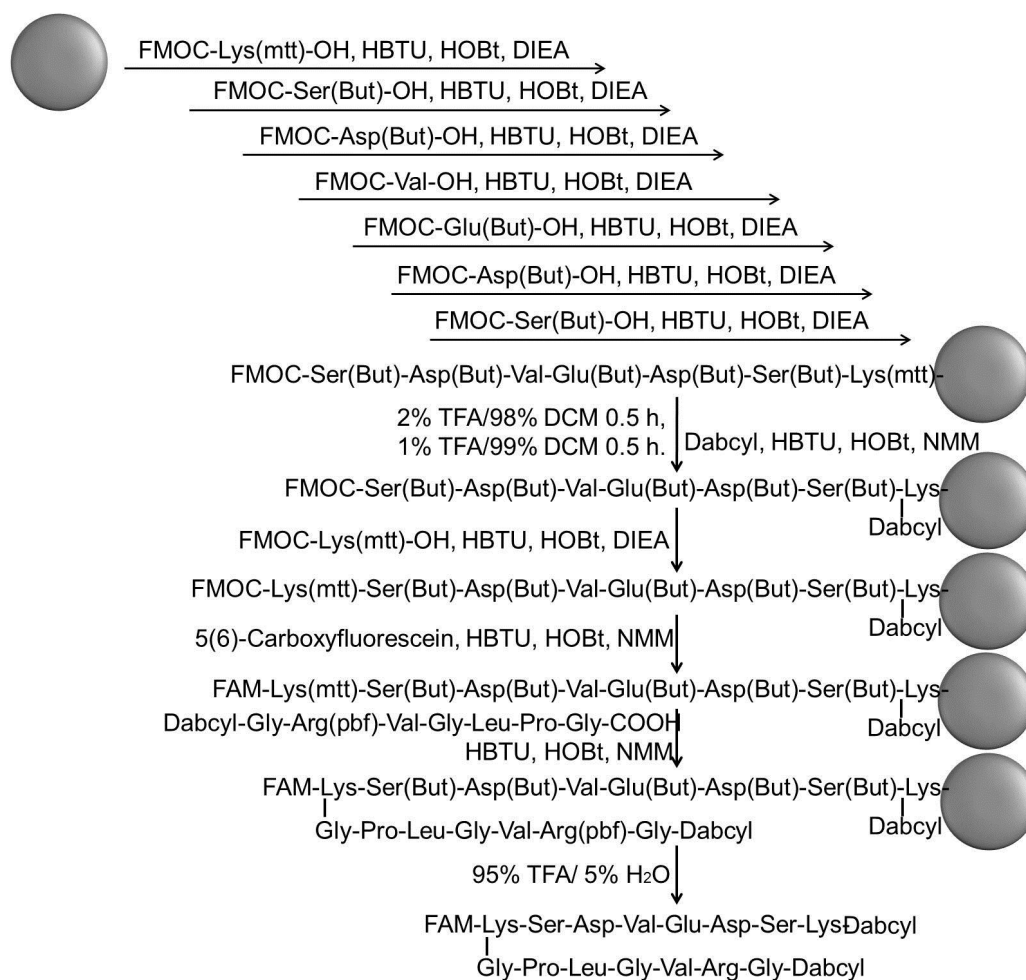 FMOC-Lys(mtt)-OH, HBTU, HOBt, DIEA
FMOC-Ser(But)-OH, HBTU, HOBt, DIEA
FMOC-Asp(But)-OH, HBTU, HOBt, DIEA
FMOC-Val-OH, HBTU, HOBt, DIEA
FMOC-Glu(But)-OH, HBTU, HOBt, DIEA
FMOC-Asp(But)-OH, HBTU, HOBt, DIEA
FMOC-Ser(But)-OH, HBTU, HOBt, DIEA
FMOC-Ser(But)-Asp(But)-Val-Glu(But)-Asp(But)-Ser(But)-Lys(mtt)-
2% TFA/98% DCM 0.5 h,
1% TFA/99% DCM 0.5 h.
Dabcyl, HBTU, HOBt, NMM
FMOC-Ser(But)-Asp(But)-Val-Glu(But)-Asp(But)-Ser(But)-Lys-
Dabcyl
FMOC-Lys(mtt)-OH, HBTU, HOBt, DIEA
FMOC-Lys(mtt)-Ser(But)-Asp(But)-Val-Glu(But)-Asp(But)-Ser(But)-Lys-
Dabcyl
5(6)-Carboxyfluorescein, HBTU, HOBt, NMM
FAM-Lys(mtt)-Ser(But)-Asp(But)-Val-Glu(But)-Asp(But)-Ser(But)-Lys-
Dabcyl
Dabcyl-Gly-Arg(pbf)-Val-Gly-Leu-Pro-Gly-COOH
HBTU, HOBt, NMM
FAM-Lys-Ser(But)-Asp(But)-Val-Glu(But)-Asp(But)-Ser(But)-Lys-
Dabcyl
Gly-Pro-Leu-Gly-Val-Arg(pbf)-Gly-Dabcyl
95% TFA/ 5% H₂O
FAM-Lys-Ser-Asp-Val-Glu-Asp-Ser-Lys-Dabcyl
Gly-Pro-Leu-Gly-Val-Arg-Gly-Dabcyl